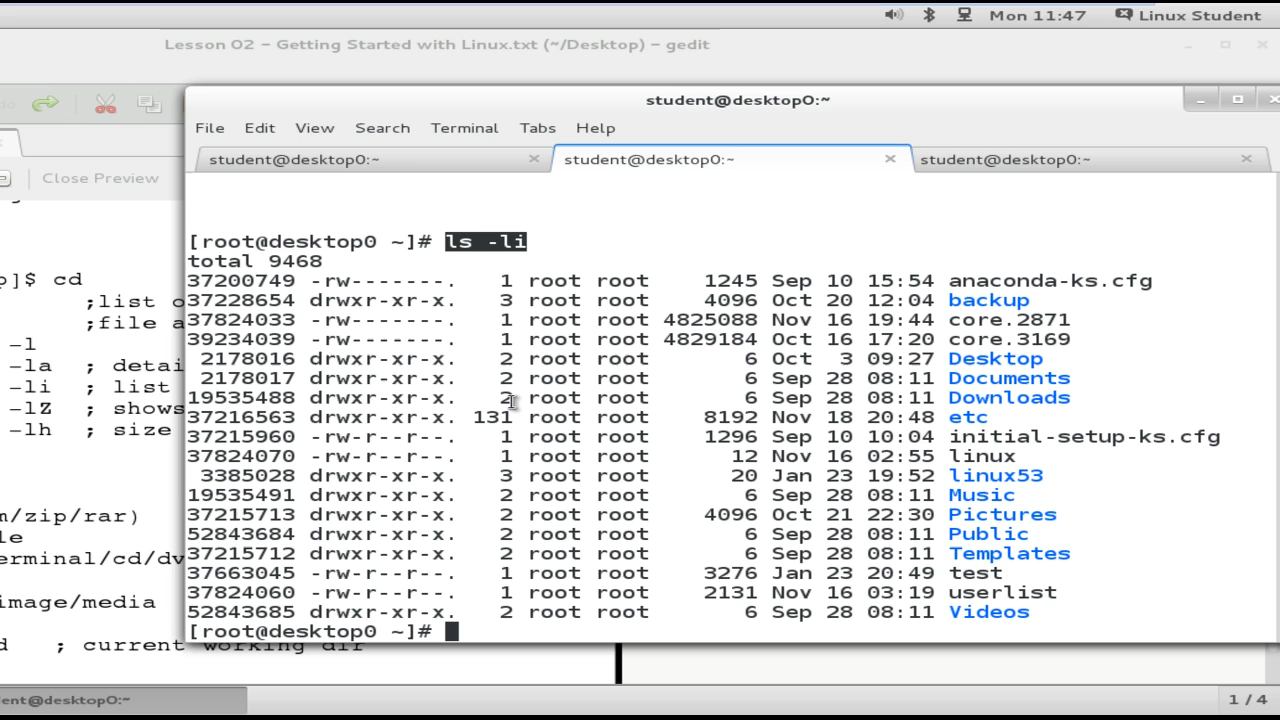 Mon 11:47 Linux Student
Lesson 02 – Getting Started with Linux.txt (~/Desktop) – gedit
student@desktop0:~
File Edit View Search Terminal Tabs Help
student@desktop0:~ student@desktop0:~ student@desktop0:~
Close Preview
[root@desktop0 ~]# ls -li
total 9468
37200749 -rw-------. 1 root root 1245 Sep 10 15:54 anaconda-ks.cfg
37228654 drwxr-xr-x. 3 root root 4096 Oct 20 12:04 backup
37824033 -rw-------. 1 root root 4825088 Nov 16 19:44 core.2871
39234039 -rw-------. 1 root root 4829184 Oct 16 17:20 core.3169
2178016 drwxr-xr-x. 2 root root 6 Oct 3 09:27 Desktop
2178017 drwxr-xr-x. 2 root root 6 Sep 28 08:11 Documents
19535488 drwxr-xr-x. 2 root root 6 Sep 28 08:11 Downloads
37216563 drwxr-xr-x. 131 root root 8192 Nov 18 20:48 etc
37215960 -rw-r--r--. 1 root root 1296 Sep 10 10:04 initial-setup-ks.cfg
37824070 -rw-r--r--. 1 root root 12 Nov 16 02:55 linux
3385028 drwxr-xr-x. 3 root root 20 Jan 23 19:52 linux53
19535491 drwxr-xr-x. 2 root root 6 Sep 28 08:11 Music
37215713 drwxr-xr-x. 2 root root 4096 Oct 21 22:30 Pictures
52843684 drwxr-xr-x. 2 root root 6 Sep 28 08:11 Public
37215712 drwxr-xr-x. 2 root root 6 Sep 28 08:11 Templates
37663045 -rw-r--r--. 1 root root 3276 Jan 23 20:49 test
37824060 -rw-r--r--. 1 root root 2131 Nov 16 03:19 userlist
52843685 drwxr-xr-x. 2 root root 6 Sep 28 08:11 Videos
[root@desktop0 ~]#
p]$ cd
;list o
;file a
-l
-la ; detai
-li ; list
-lZ ; shows
-lh ; size
m/zip/rar)
le
erminal/cd/dv
image/media
d ; current working dir
ent@desktop0:~
1 / 4